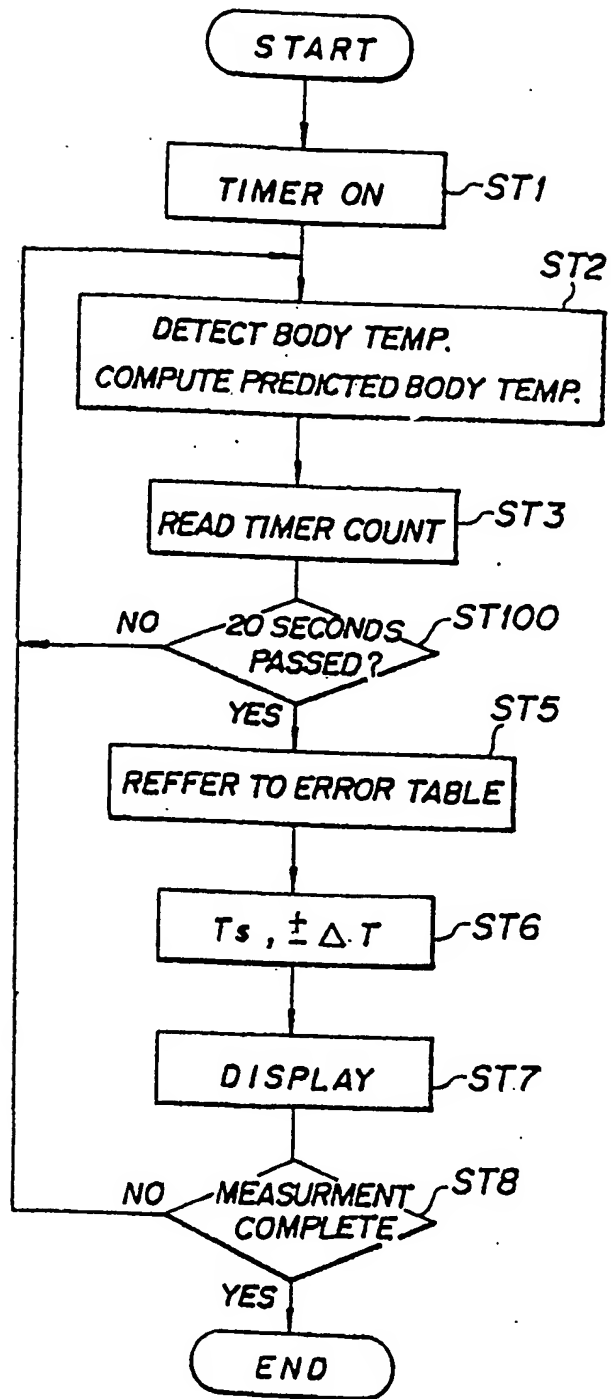 START
TIMER ON
ST1
ST2
DETECT BODY TEMP.
COMPUTE PREDICTED BODY TEMP.
READ TIMER COUNT
ST3
NO
20 SECONDS
PASSED?
ST100
YES
ST5
REFFER TO ERROR TABLE
Ts, ± △T
ST6
DISPLAY
ST7
NO
MEASURMENT
COMPLETE
ST8
YES
END